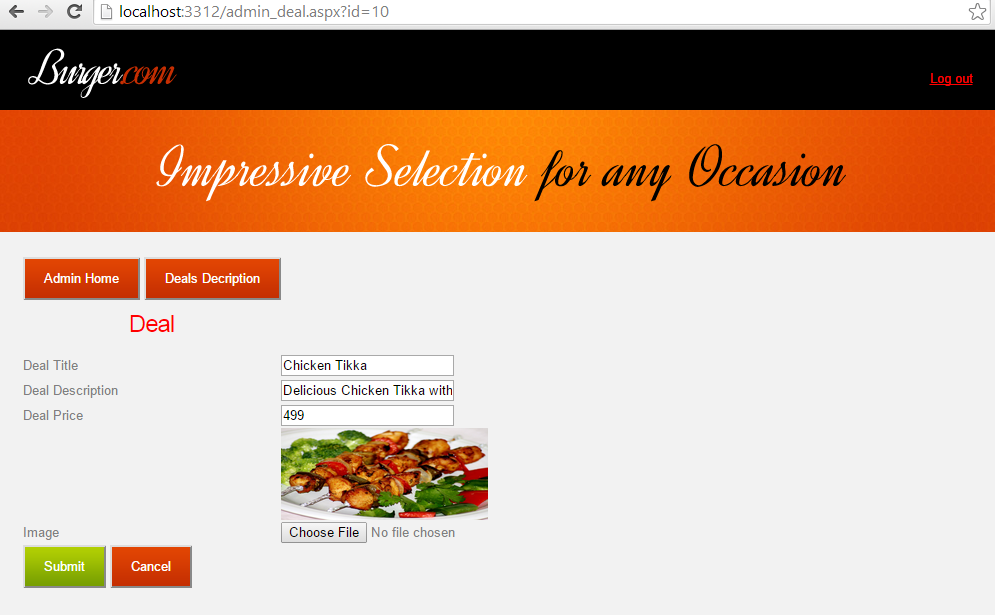 localhost:3312/admin_deal.aspx?id=10
Burger.com
Log out
Impressive Selection for any Occasion
Admin Home Deals Decription
Deal
Deal Title Chicken Tikka
Deal Description Delicious Chicken Tikka with
Deal Price 499
Image Choose File No file chosen
Submit Cancel